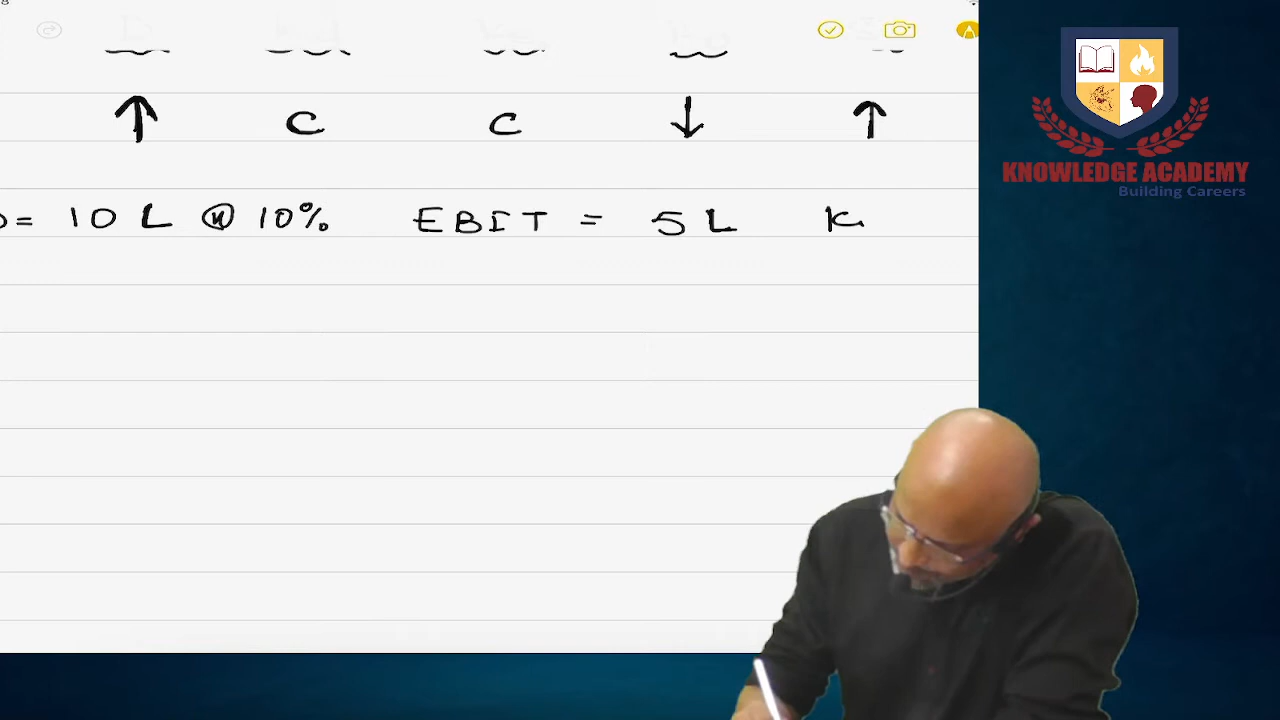 ↑ C C ↓ ↑
= 10 L @ 10% EBIT = 5 L K
KNOWLEDGE ACADEMY
Building Careers